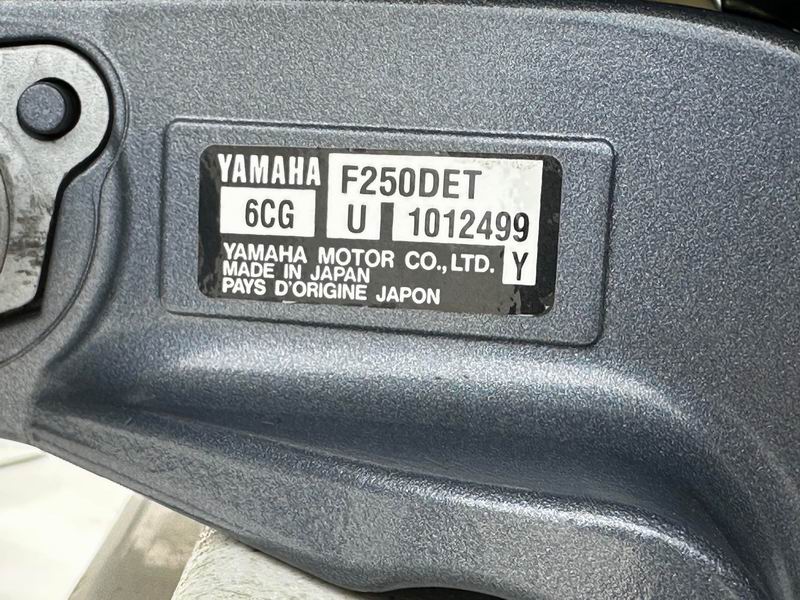 YAMAHA F250DET
6CG U 1012499
YAMAHA MOTOR CO.,LTD. Y
MADE IN JAPAN
PAYS D'ORIGINE JAPON